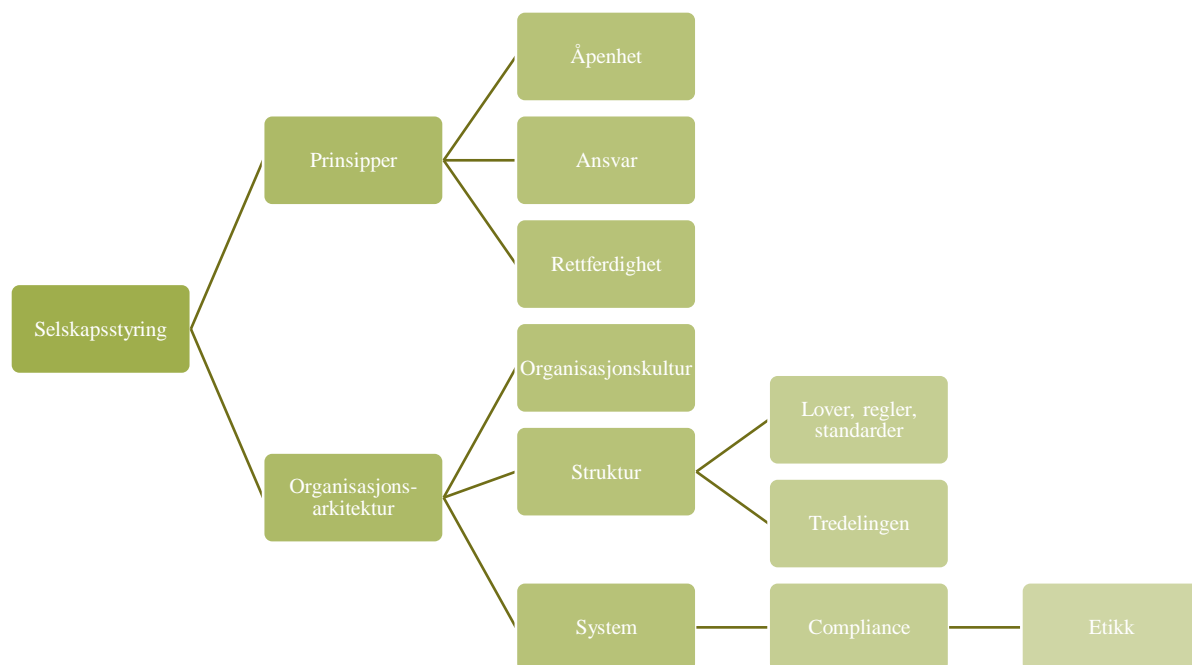 Åpenhet
Prinsipper
Ansvar
Rettferdighet
Selskapsstyring
Organisasjonskultur
Organisasjons-
arkitektur
Struktur
Lover, regler,
standarder
Tredelingen
System
Compliance
Etikk